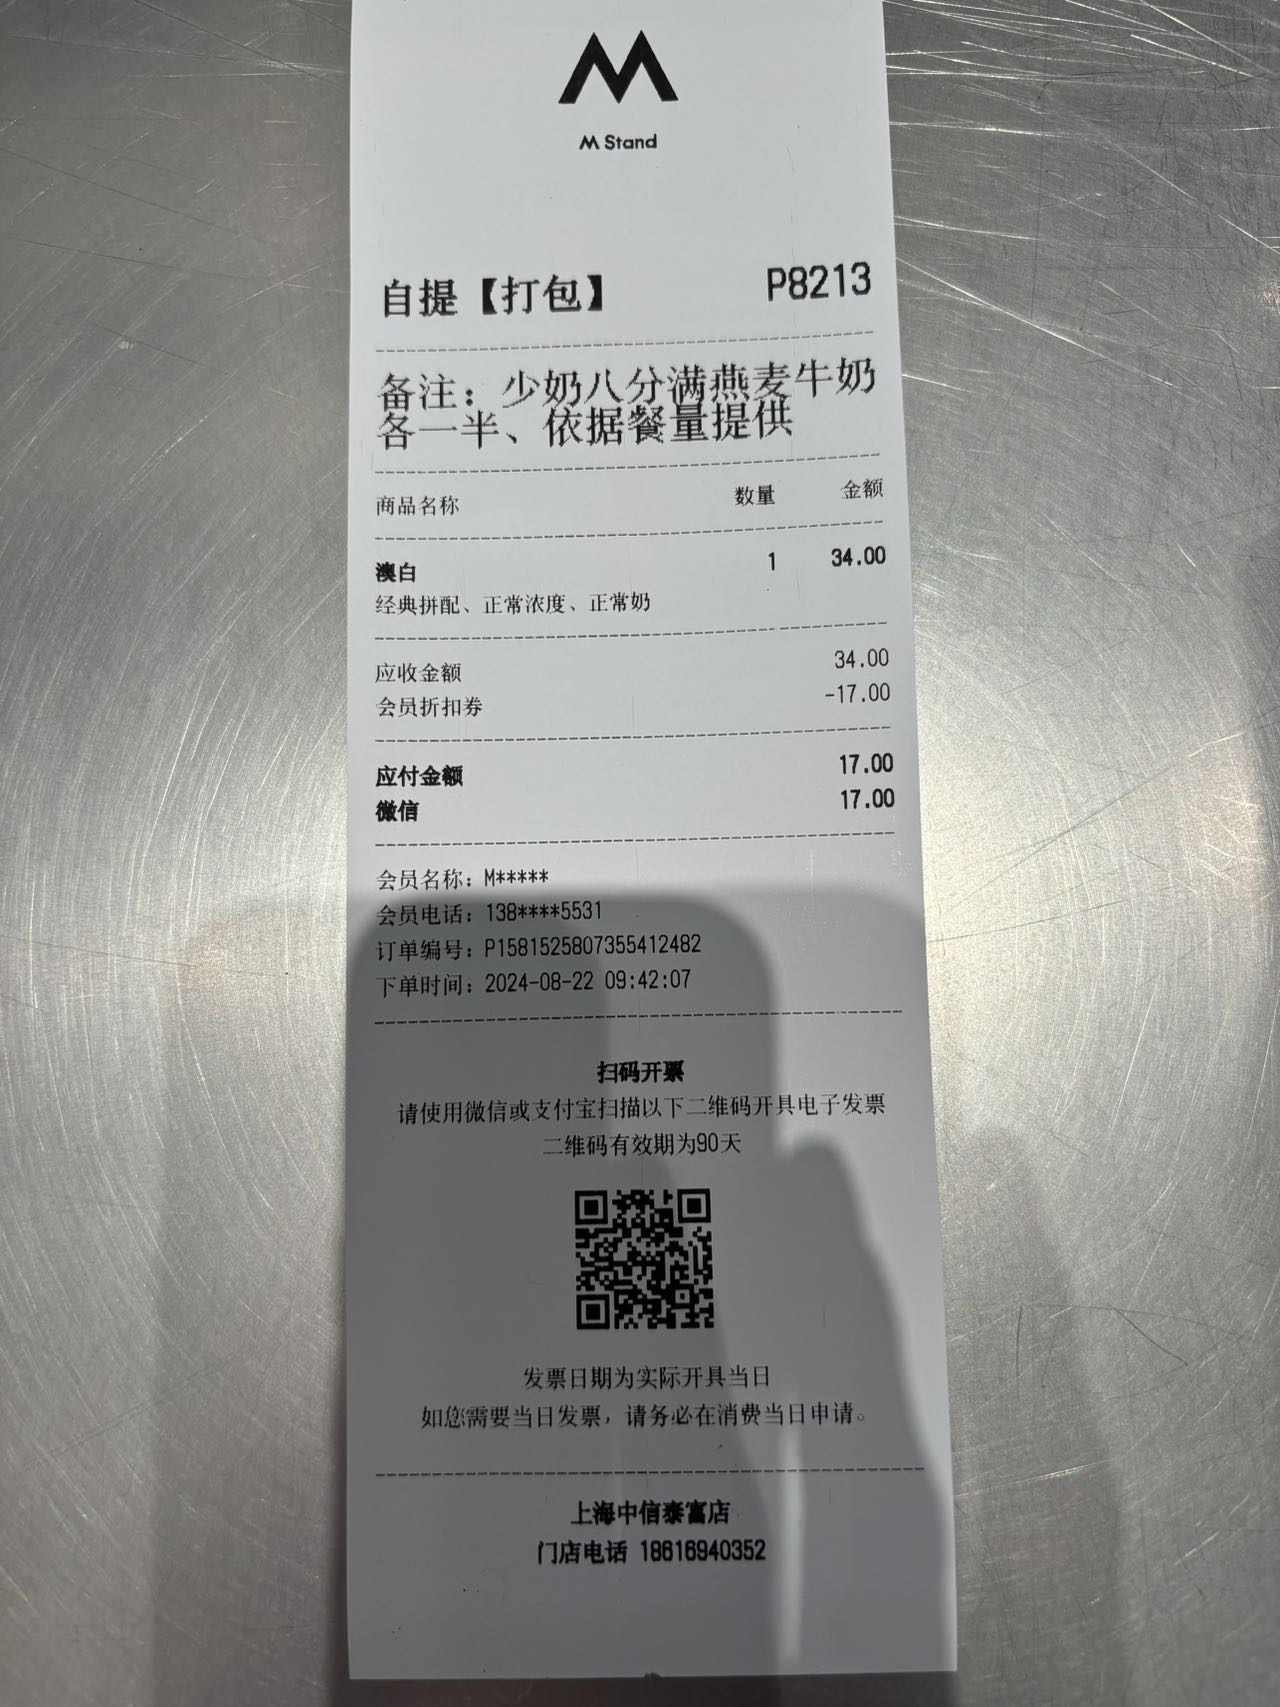 M Stand
自提【打包】 P8213
备注：少奶八分满燕麦牛奶
各一半、依据餐量提供
商品名称 数量 金额
澳白 1 34.00
经典拼配、正常浓度、正常奶
应收金额 34.00
会员折扣券 -17.00
应付金额 17.00
微信 17.00
会员名称：M*****
会员电话：138****5531
订单编号：P1581525807355412482
下单时间：2024-08-22 09:42:07
扫码开票
请使用微信或支付宝扫描以下二维码开具电子发票
二维码有效期为90天
发票日期为实际开具当日
如您需要当日发票，请务必在消费当日申请。
上海中信泰富店
门店电话 18616940352